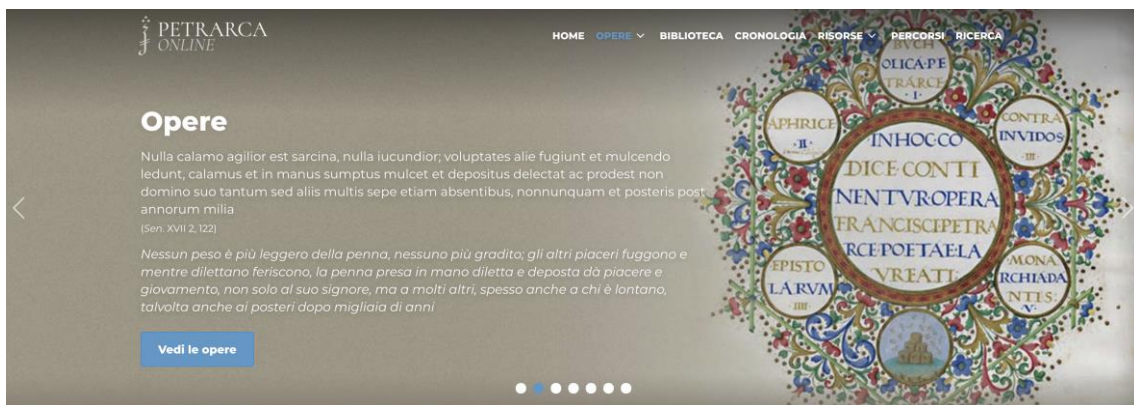 PETRARCA
ONLINE
HOME OPERE BIBLIOTECA CRONOLOGIA RISORSE PERCORSI RICERCA
Opere
Nulla calamo agilior est sarcina, nulla iucundior; voluptates alie fugiunt et mulcendo
ledunt, calamus et in manus sumptus mulcet et depositus delectat ac prodest non
domino suo tantum sed aliis multis sepe etiam absentibus, nonnunquam et posteris post
annorum milia
(Sen. XVII 2, 122)
Nessun peso è più leggero della penna, nessuno più gradito; gli altri piaceri fuggono e
mentre dilettano feriscono, la penna presa in mano diletta e deposta dà piacere e
giovamento, non solo al suo signore, ma a molti altri, spesso anche a chi è lontano,
talvolta anche ai posteri dopo migliaia di anni
Vedi le opere
BVCH
OLICA·PE
TRARCE
·I·
APHRICE
·II·
CONTRA
INVIDOS
·III·
INHOC·CO
DICE·CONTI
NENTVR·OPERA
FRANCISCI·PETRA
RCE·POETAE·LA
VREATI:
EPISTO
LARVM
·IIII·
MONA
RCHIA·DA
NTIS:
V·